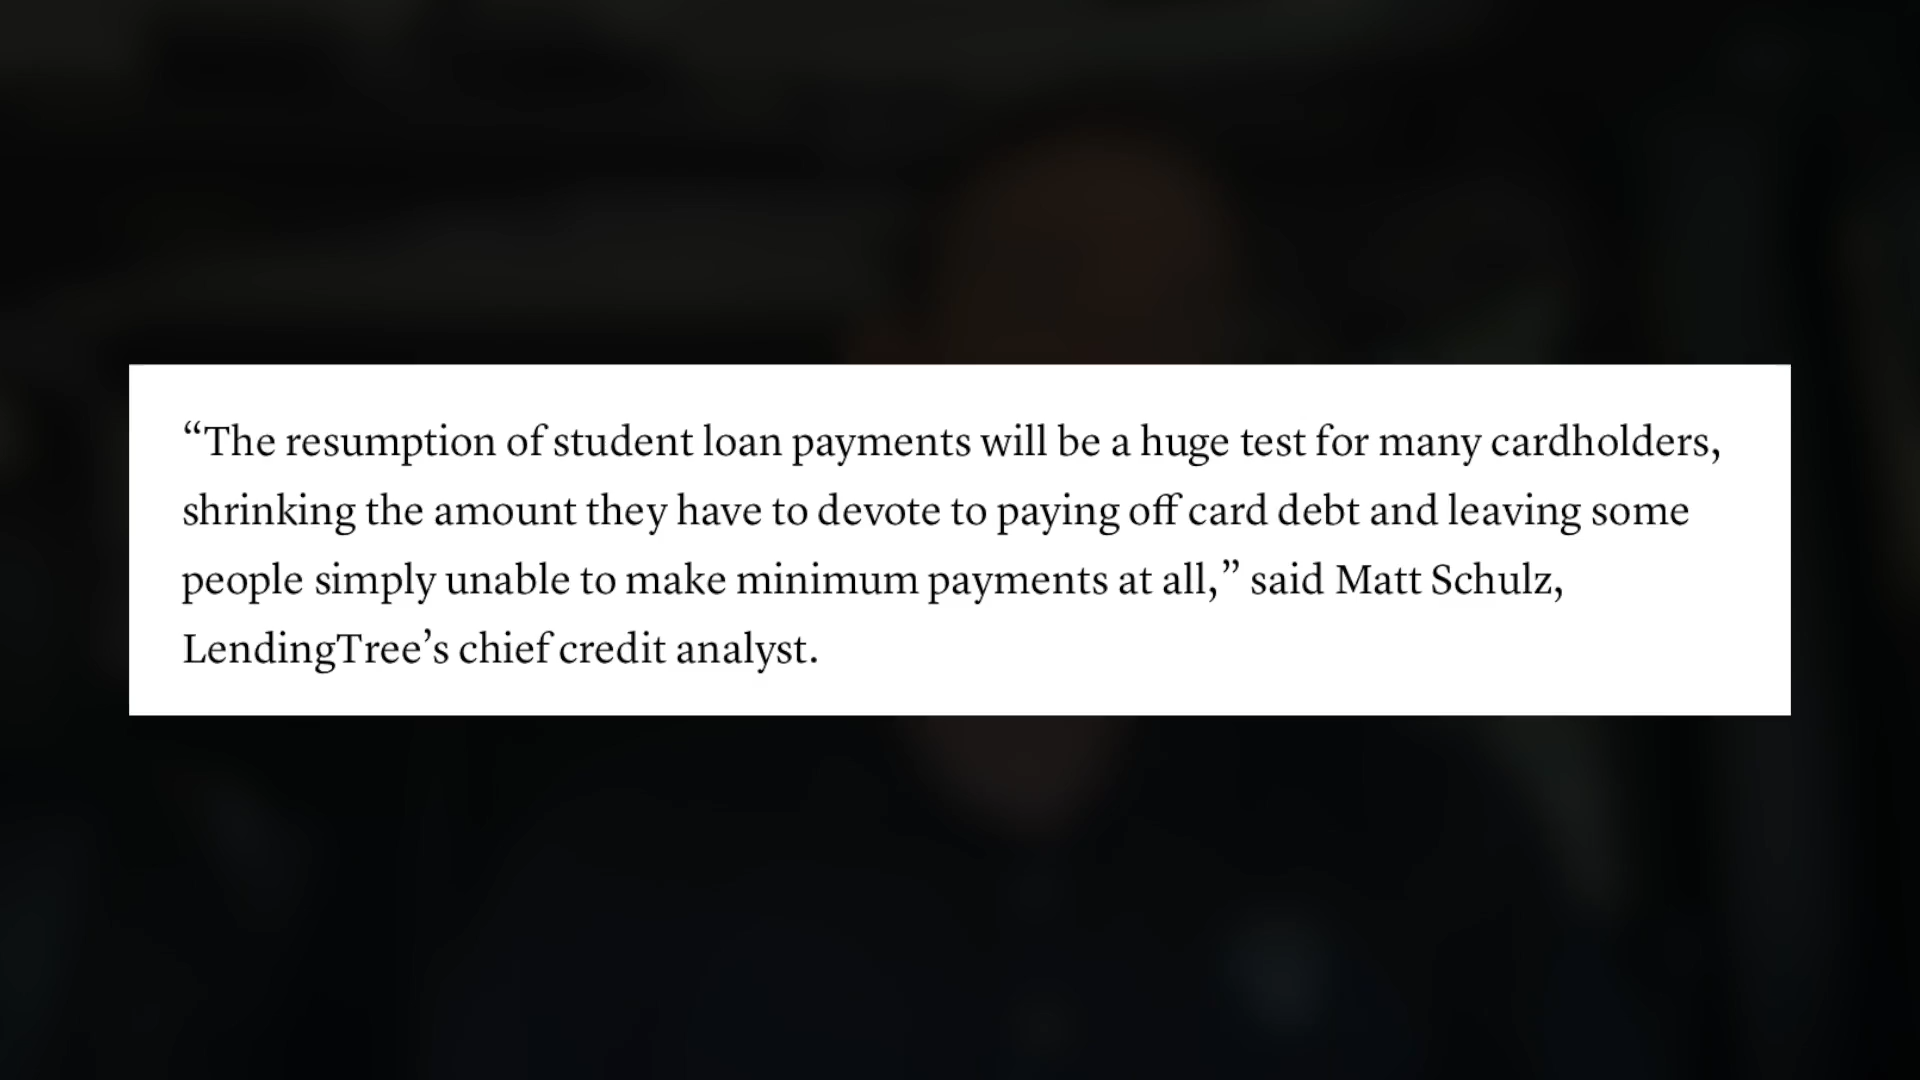 “The resumption of student loan payments will be a huge test for many cardholders,
shrinking the amount they have to devote to paying off card debt and leaving some
people simply unable to make minimum payments at all,” said Matt Schulz,
LendingTree’s chief credit analyst.